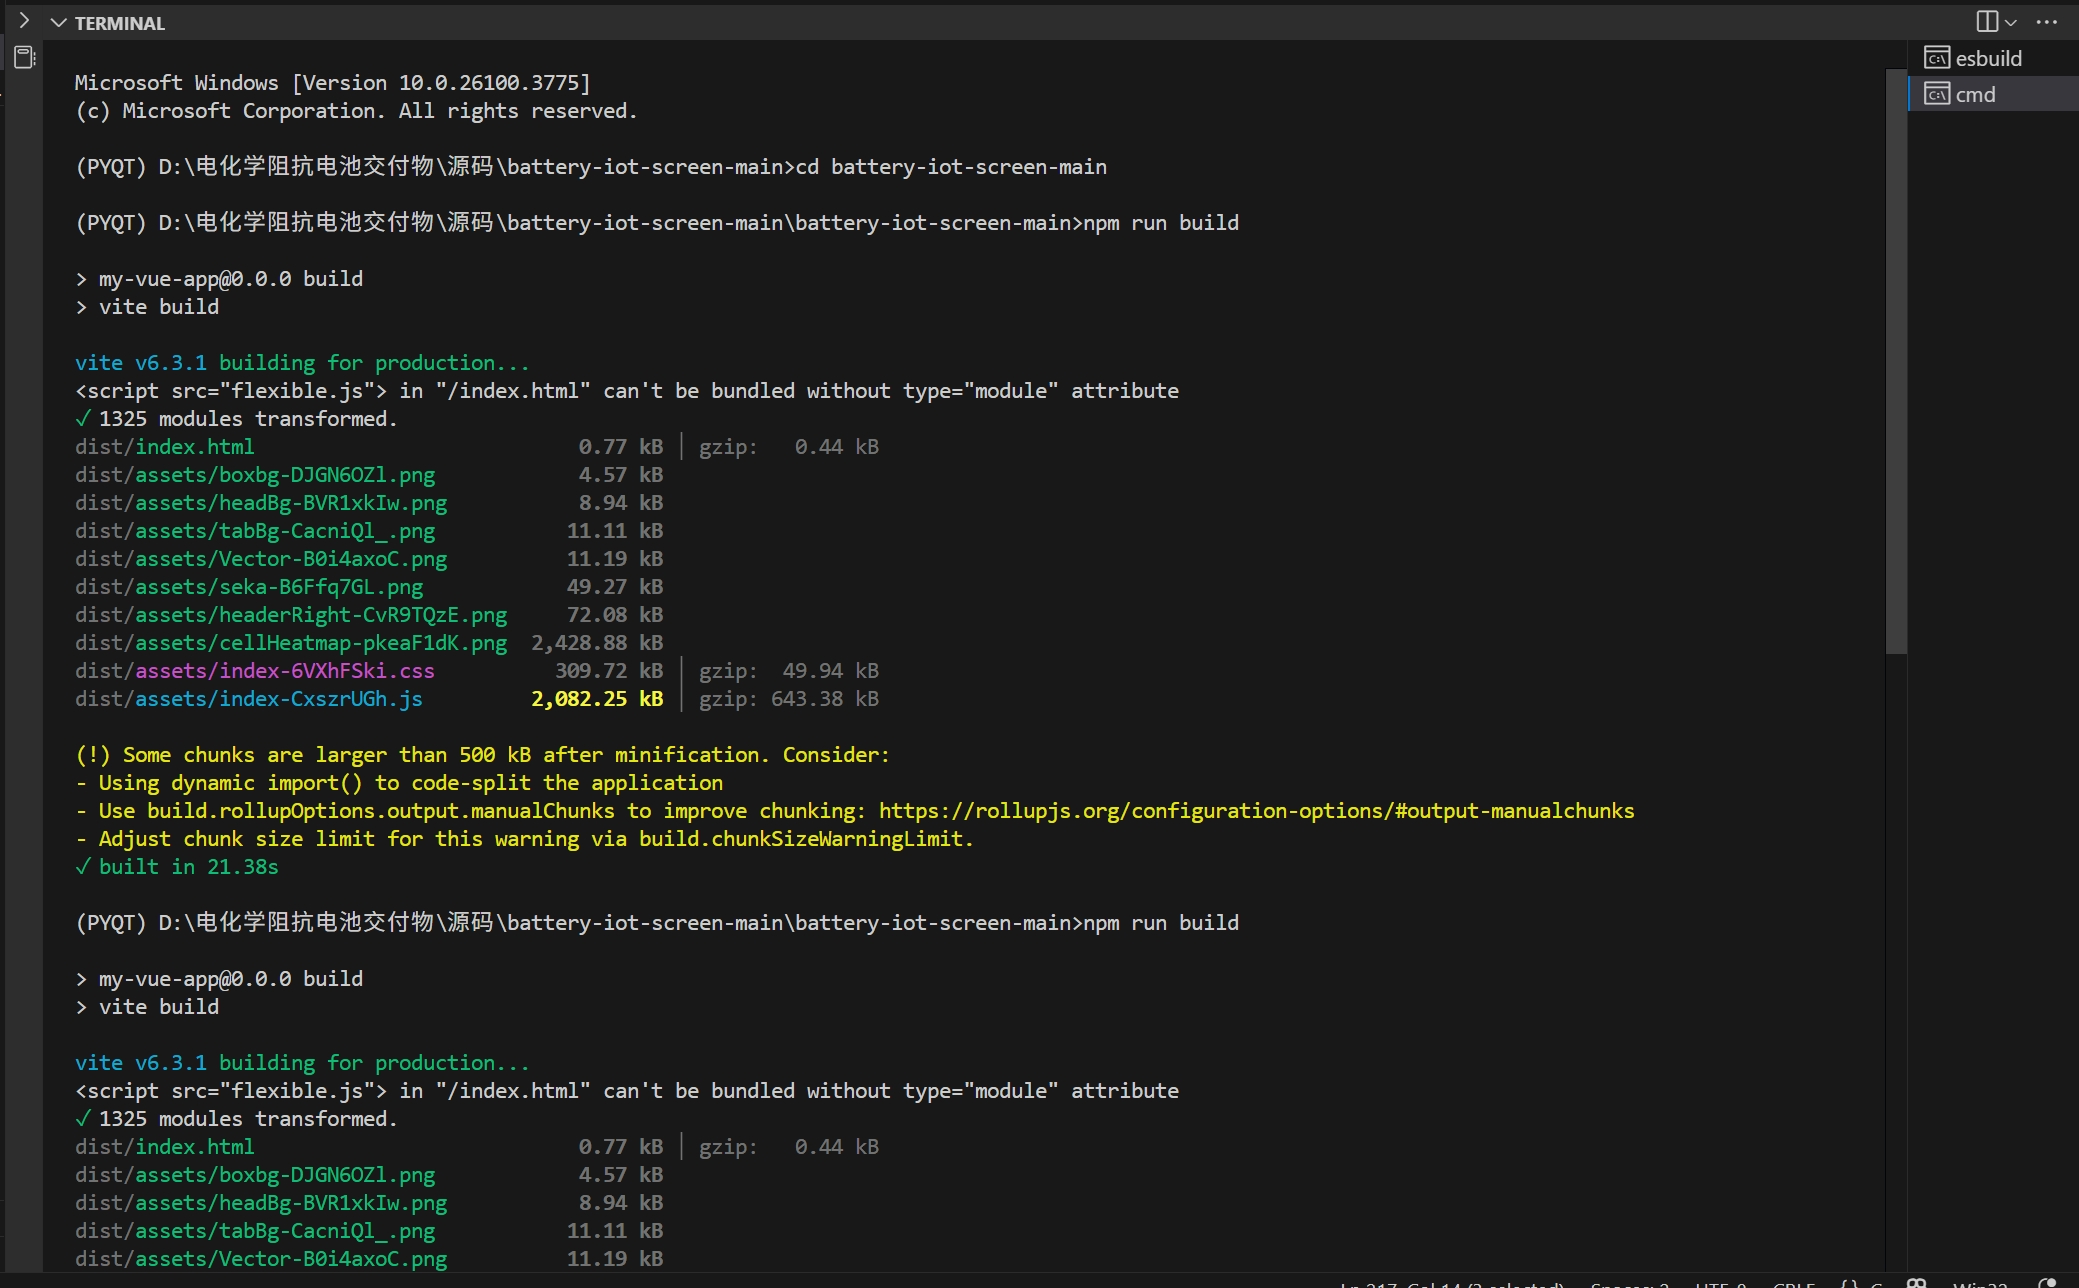 TERMINAL
esbuild
cmd
Microsoft Windows [Version 10.0.26100.3775]
(c) Microsoft Corporation. All rights reserved.
(PYQT) D:\电化学阻抗电池交付物\源码\battery-iot-screen-main>cd battery-iot-screen-main
(PYQT) D:\电化学阻抗电池交付物\源码\battery-iot-screen-main\battery-iot-screen-main>npm run build
> my-vue-app@0.0.0 build
> vite build
vite v6.3.1 building for production...
<script src="flexible.js"> in "/index.html" can't be bundled without type="module" attribute
✓ 1325 modules transformed.
dist/index.html 0.77 kB │ gzip: 0.44 kB
dist/assets/boxbg-DJGN6OZl.png 4.57 kB
dist/assets/headBg-BVR1xkIw.png 8.94 kB
dist/assets/tabBg-CacniQl_.png 11.11 kB
dist/assets/Vector-B0i4axoC.png 11.19 kB
dist/assets/seka-B6Ffq7GL.png 49.27 kB
dist/assets/headerRight-CvR9TQzE.png 72.08 kB
dist/assets/cellHeatmap-pkeaF1dK.png 2,428.88 kB
dist/assets/index-6VXhFSki.css 309.72 kB │ gzip: 49.94 kB
dist/assets/index-CxszrUGh.js 2,082.25 kB │ gzip: 643.38 kB
(!) Some chunks are larger than 500 kB after minification. Consider:
- Using dynamic import() to code-split the application
- Use build.rollupOptions.output.manualChunks to improve chunking: https://rollupjs.org/configuration-options/#output-manualchunks
- Adjust chunk size limit for this warning via build.chunkSizeWarningLimit.
✓ built in 21.38s
(PYQT) D:\电化学阻抗电池交付物\源码\battery-iot-screen-main\battery-iot-screen-main>npm run build
> my-vue-app@0.0.0 build
> vite build
vite v6.3.1 building for production...
<script src="flexible.js"> in "/index.html" can't be bundled without type="module" attribute
✓ 1325 modules transformed.
dist/index.html 0.77 kB │ gzip: 0.44 kB
dist/assets/boxbg-DJGN6OZl.png 4.57 kB
dist/assets/headBg-BVR1xkIw.png 8.94 kB
dist/assets/tabBg-CacniQl_.png 11.11 kB
dist/assets/Vector-B0i4axoC.png 11.19 kB